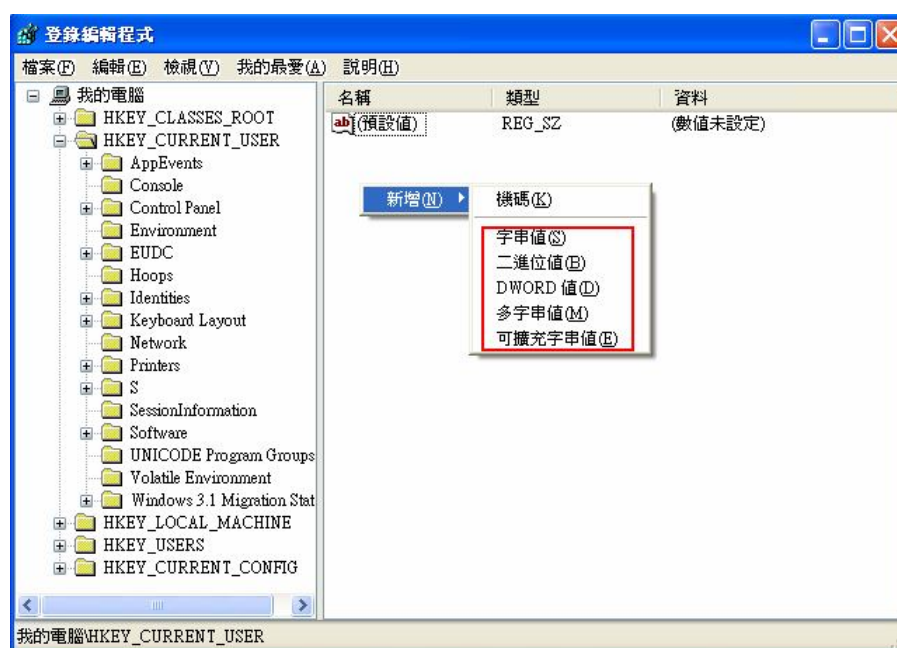 登錄編輯程式
檔案(F) 編輯(E) 檢視(V) 我的最愛(A) 說明(H)
我的電腦
HKEY_CLASSES_ROOT
HKEY_CURRENT_USER
AppEvents
Console
Control Panel
Environment
EUDC
Hoops
Identities
Keyboard Layout
Network
Printers
S
SessionInformation
Software
UNICODE Program Groups
Volatile Environment
Windows 3.1 Migration Stat
HKEY_LOCAL_MACHINE
HKEY_USERS
HKEY_CURRENT_CONFIG
名稱 類型 資料
ab (預設值) REG_SZ (數值未設定)
新增(N)
機碼(K)
字串值(S)
二進位值(B)
DWORD 值(D)
多字串值(M)
可擴充字串值(E)
我的電腦\HKEY_CURRENT_USER